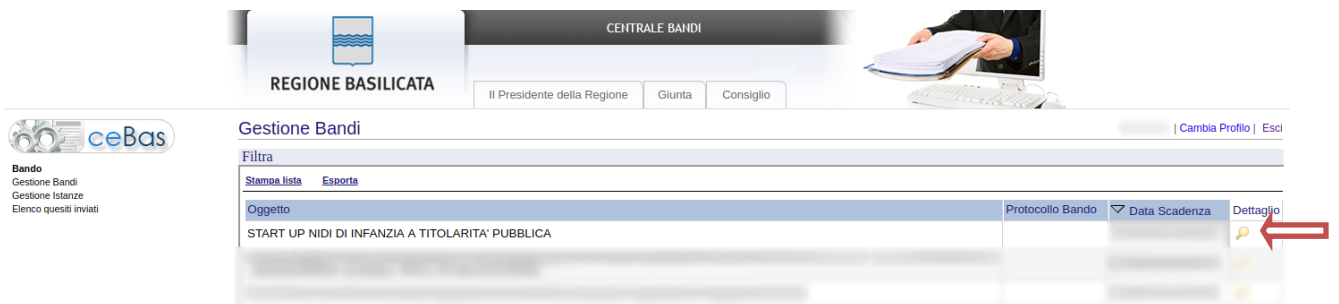 CENTRALE BANDI
REGIONE BASILICATA
Il Presidente della Regione Giunta Consiglio
ceBas
Gestione Bandi | Cambia Profilo | Esci
Filtra
Bando
Gestione Bandi
Gestione Istanze
Elenco quesiti inviati
Stampa lista Esporta
Oggetto Protocollo Bando Data Scadenza Dettaglio
START UP NIDI DI INFANZIA A TITOLARITA' PUBBLICA